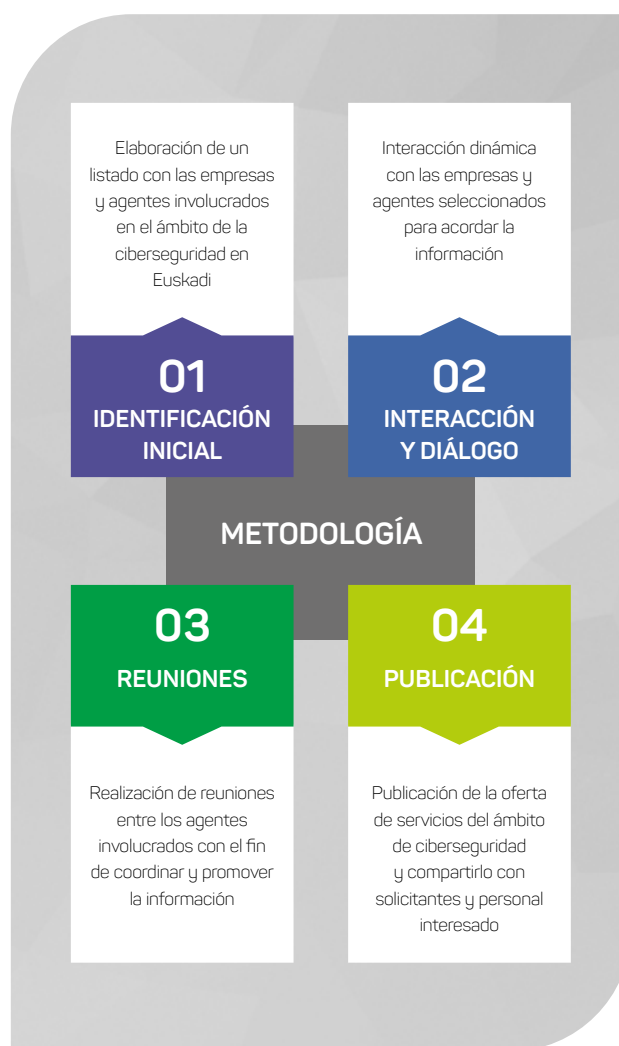 Elaboración de un
listado con las empresas
y agentes involucrados
en el ámbito de la
ciberseguridad en
Euskadi
01
IDENTIFICACIÓN
INICIAL
Interacción dinámica
con las empresas y
agentes seleccionados
para acordar la
información
02
INTERACCIÓN
Y DIÁLOGO
METODOLOGÍA
03
REUNIONES
Realización de reuniones
entre los agentes
involucrados con el fin
de coordinar y promover
la información
04
PUBLICACIÓN
Publicación de la oferta
de servicios del ámbito
de ciberseguridad
y compartirlo con
solicitantes y personal
interesado